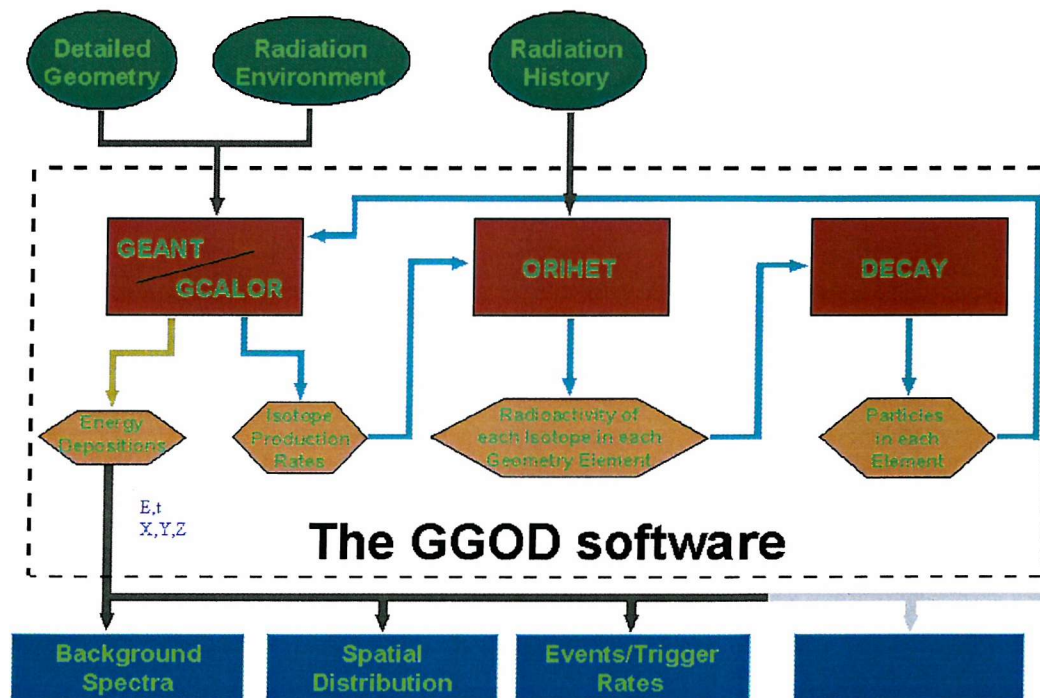 Detailed
Geometry
Radiation
Environment
Radiation
History
GEANT
GCALOR
ORIHET
DECAY
Energy
Depositions
Isotope
Production
Rates
Radioactivity of
each Isotope in each
Geometry Element
Particles
in each
Element
E,t
X,Y,Z
The GGOD software
Background
Spectra
Spatial
Distribution
Events/Trigger
Rates